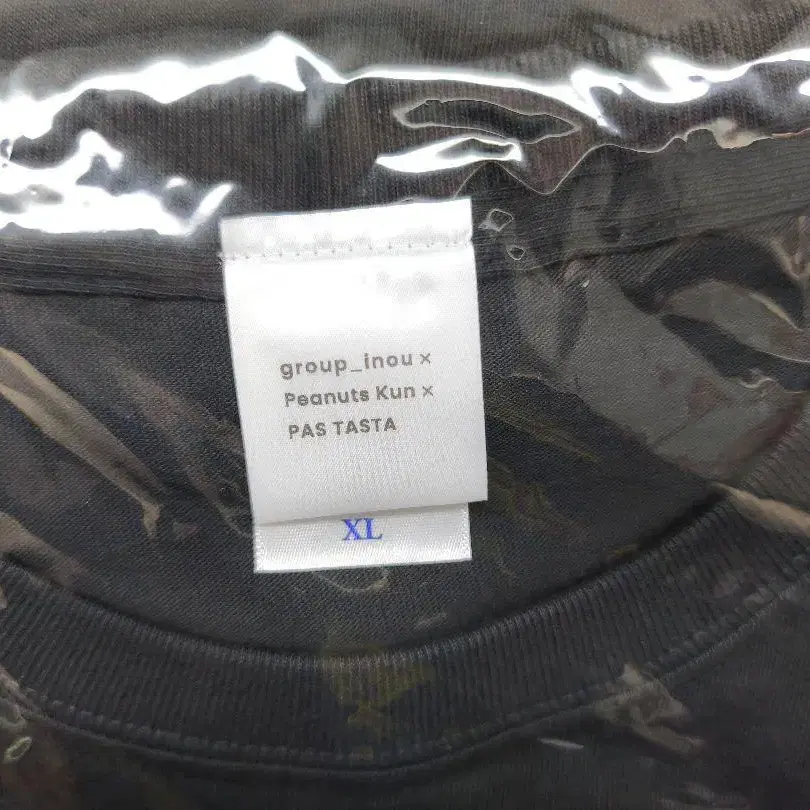 group_inou ×
Peanuts Kun ×
PAS TASTA
XL